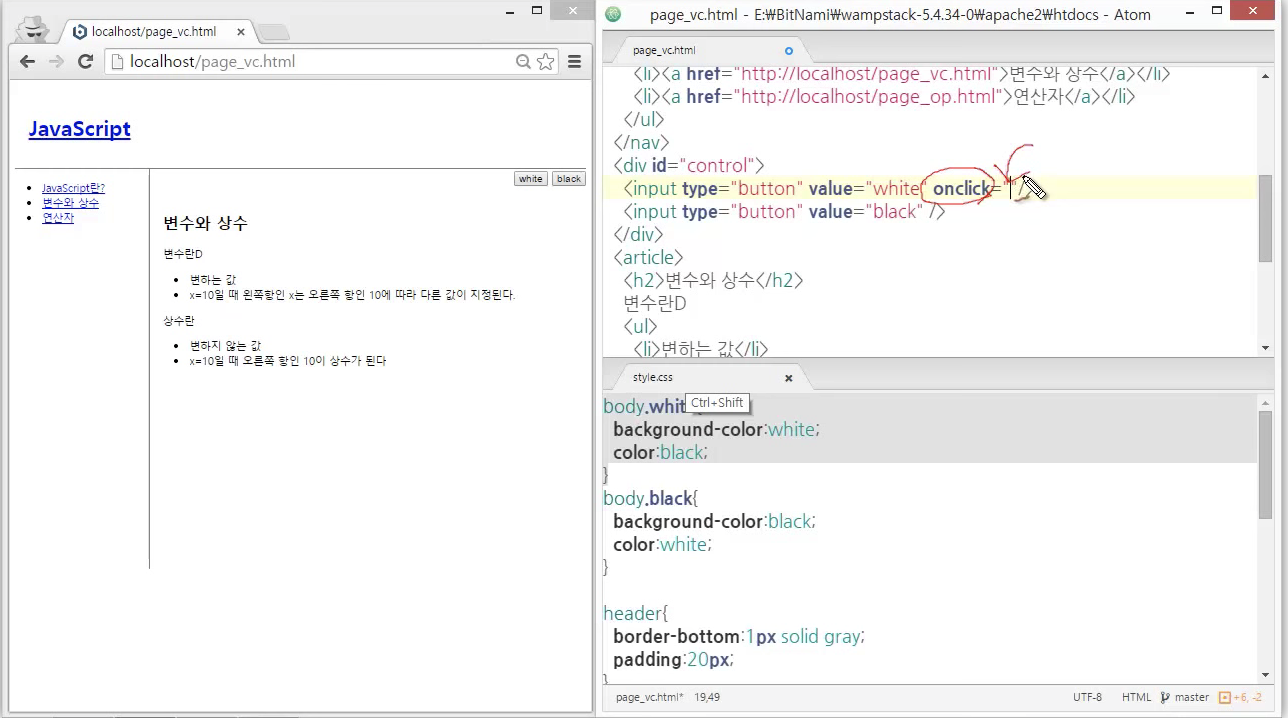 localhost/page_vc.html
localhost/page_vc.html
JavaScript
white black
JavaScript란?
변수와 상수
연산자
변수와 상수
변수란D
변하는 값
x=10일 때 왼쪽항인 x는 오른쪽 항인 10에 따라 다른 값이 지정된다.
상수란
변하지 않는 값
x=10일 때 오른쪽 항인 10이 상수가 된다
page_vc.html - E:₩BitNami₩wampstack-5.4.34-0₩apache2₩htdocs - Atom
page_vc.html
<li><a href="http://localhost/page_vc.html">변수와 상수</a></li>
<li><a href="http://localhost/page_op.html">연산자</a></li>
</ul>
</nav>
<div id="control">
<input type="button" value="white" onclick=""/>
<input type="button" value="black" />
</div>
<article>
<h2>변수와 상수</h2>
변수란D
<ul>
<li>변하는 값</li>
style.css
Ctrl+Shift
body.whit
background-color:white;
color:black;
}
body.black{
background-color:black;
color:white;
}
header{
border-bottom:1px solid gray;
padding:20px;
}
page_vc.html* 19,49 UTF-8 HTML master +6, -2